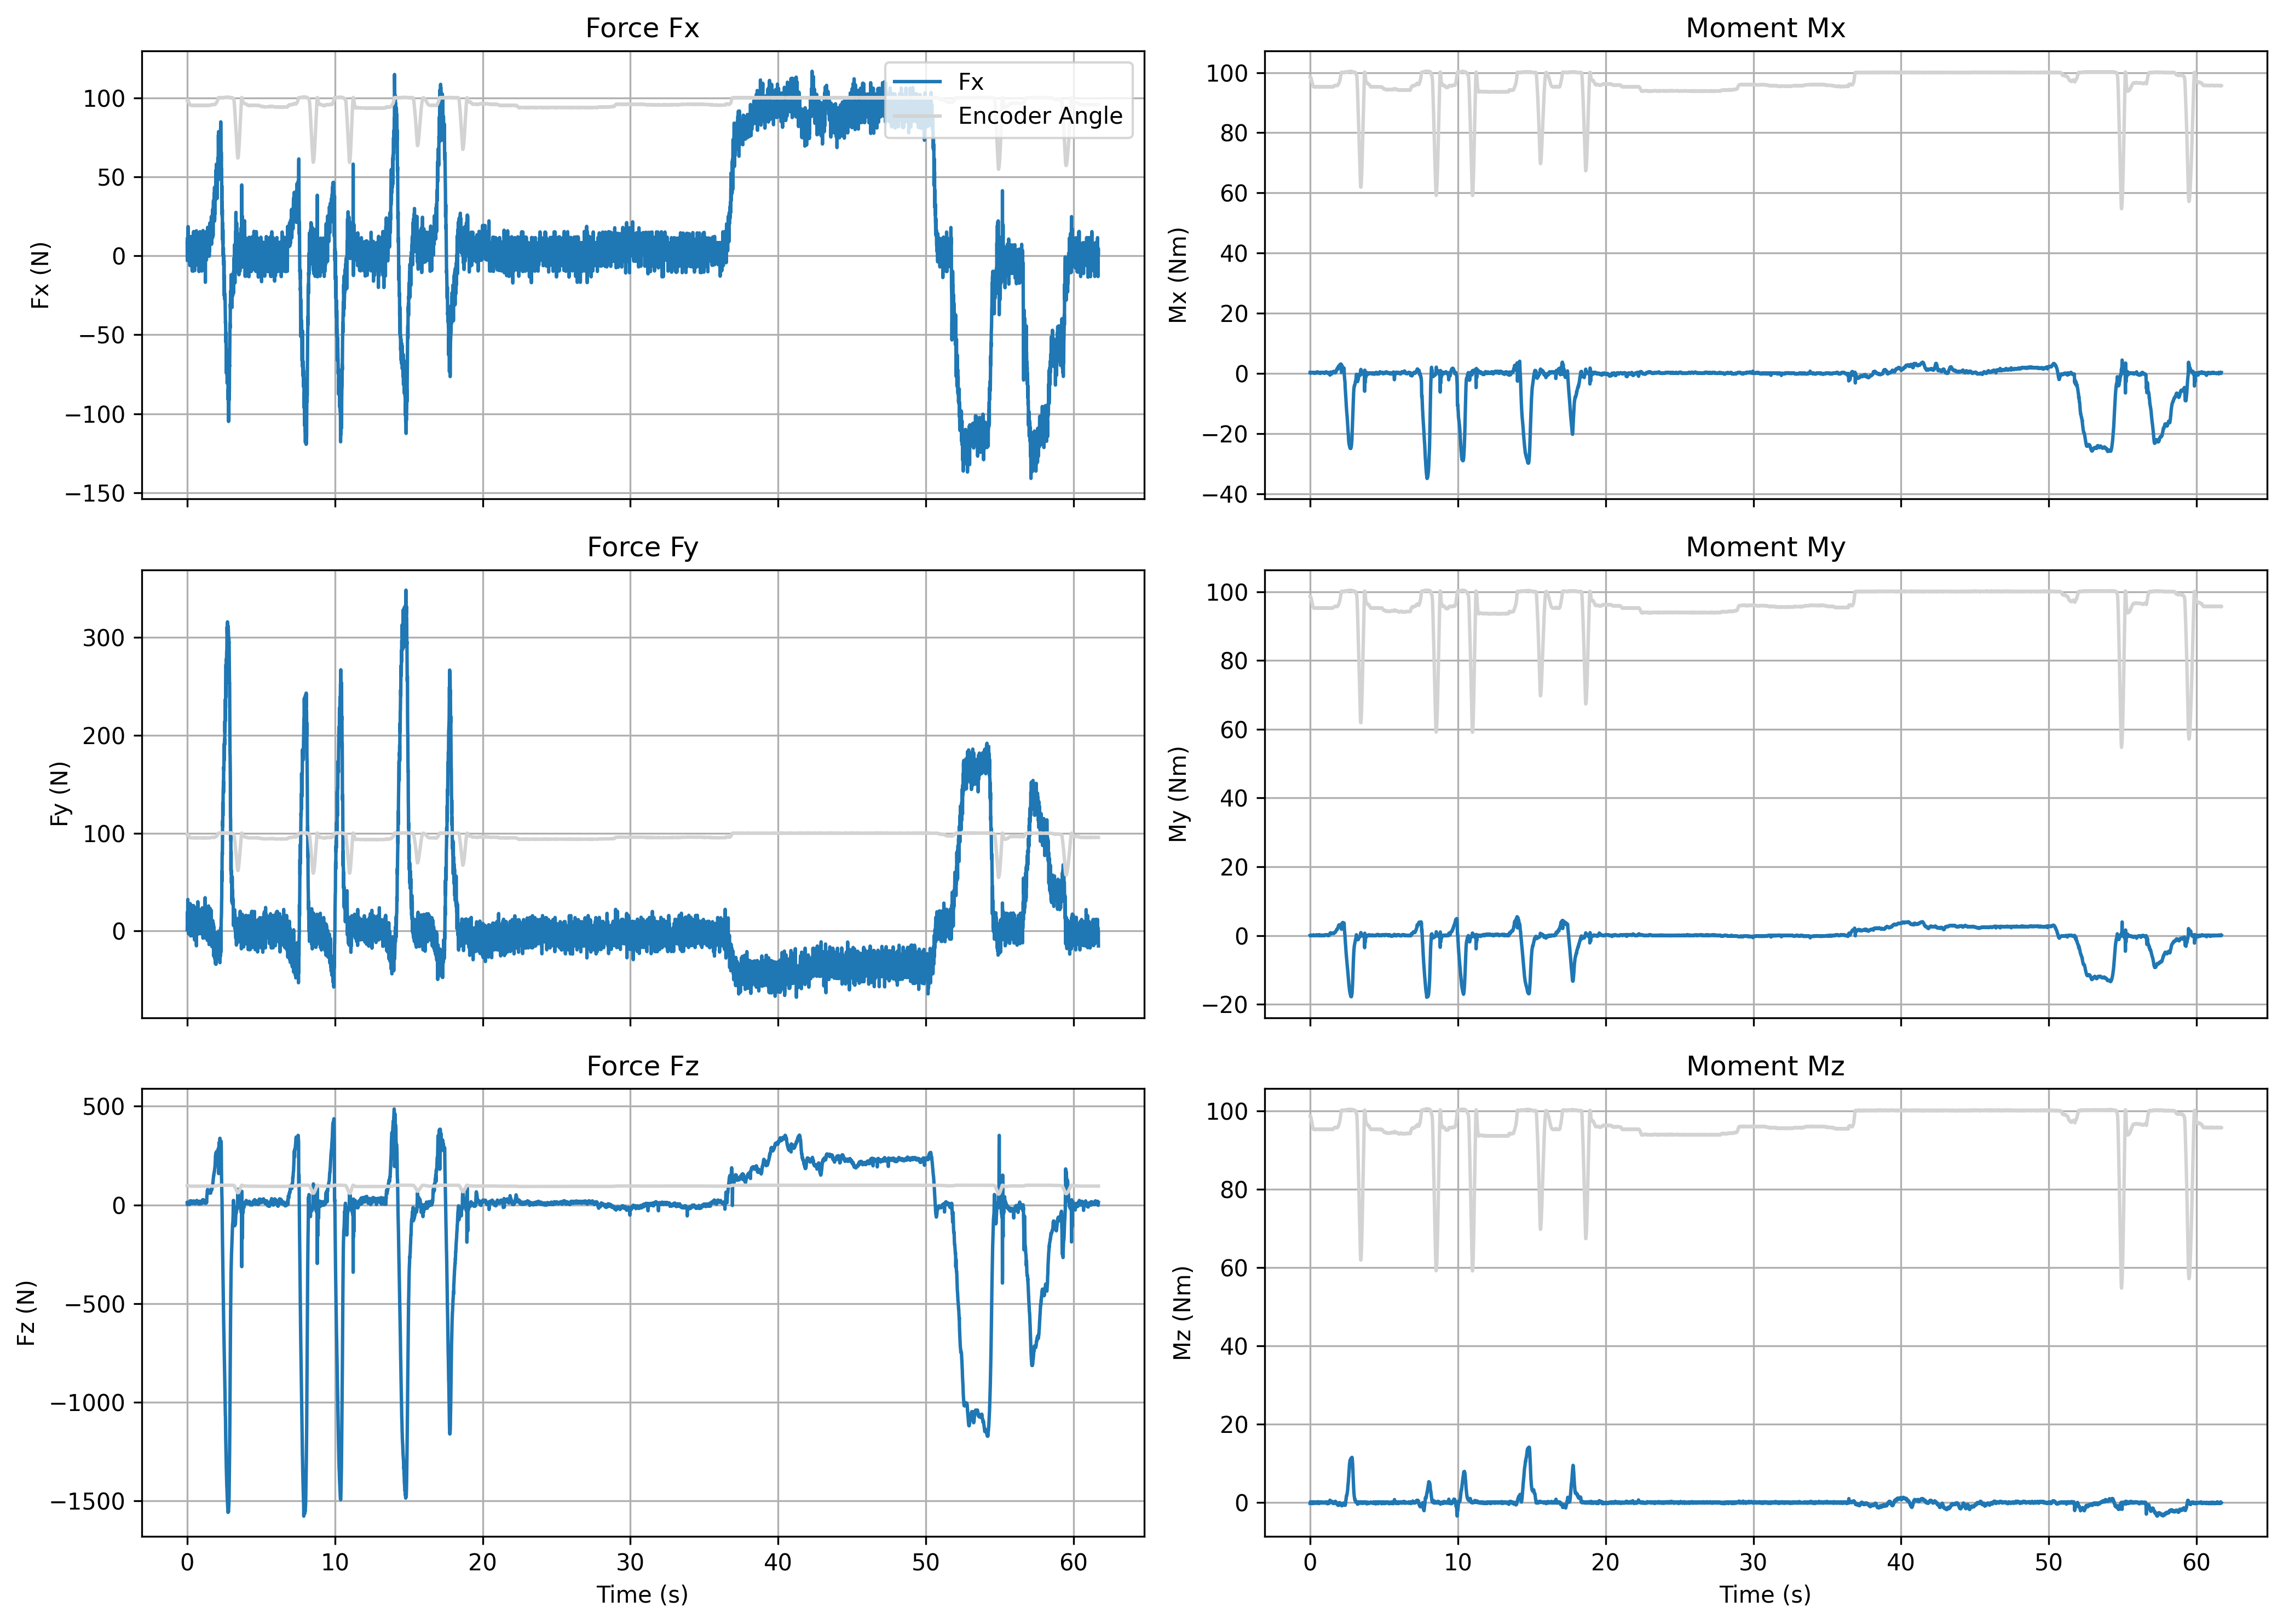 Force Fx
Fx (N)
100
50
0
−50
−100
−150
Fx
Encoder Angle
Moment Mx
Mx (Nm)
100
80
60
40
20
0
−20
−40
Force Fy
Fy (N)
300
200
100
0
Moment My
My (Nm)
100
80
60
40
20
0
−20
Force Fz
Fz (N)
500
0
−500
−1000
−1500
0 10 20 30 40 50 60
Time (s)
Moment Mz
Mz (Nm)
100
80
60
40
20
0
0 10 20 30 40 50 60
Time (s)